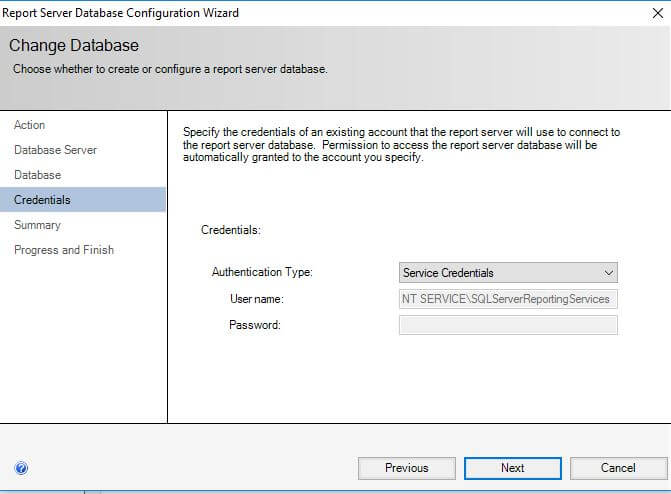 Report Server Database Configuration Wizard
Change Database
Choose whether to create or configure a report server database.
Action
Database Server
Database
Credentials
Summary
Progress and Finish
Specify the credentials of an existing account that the report server will use to connect to
the report server database. Permission to access the report server database will be
automatically granted to the account you specify.
Credentials:
Authentication Type:
Service Credentials
User name:
NT SERVICE\SQLServerReportingServices
Password:
?
Previous
Next
Cancel